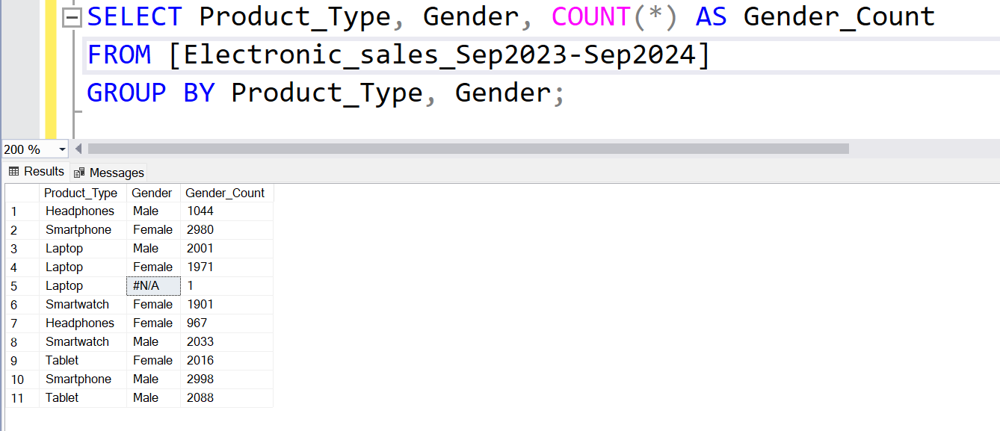 SELECT Product_Type, Gender, COUNT(*) AS Gender_Count
FROM [Electronic_sales_Sep2023-Sep2024]
GROUP BY Product_Type, Gender;
200 %
Results Messages
Product_Type Gender Gender_Count
1 Headphones Male 1044
2 Smartphone Female 2980
3 Laptop Male 2001
4 Laptop Female 1971
5 Laptop #N/A 1
6 Smartwatch Female 1901
7 Headphones Female 967
8 Smartwatch Male 2033
9 Tablet Female 2016
10 Smartphone Male 2998
11 Tablet Male 2088